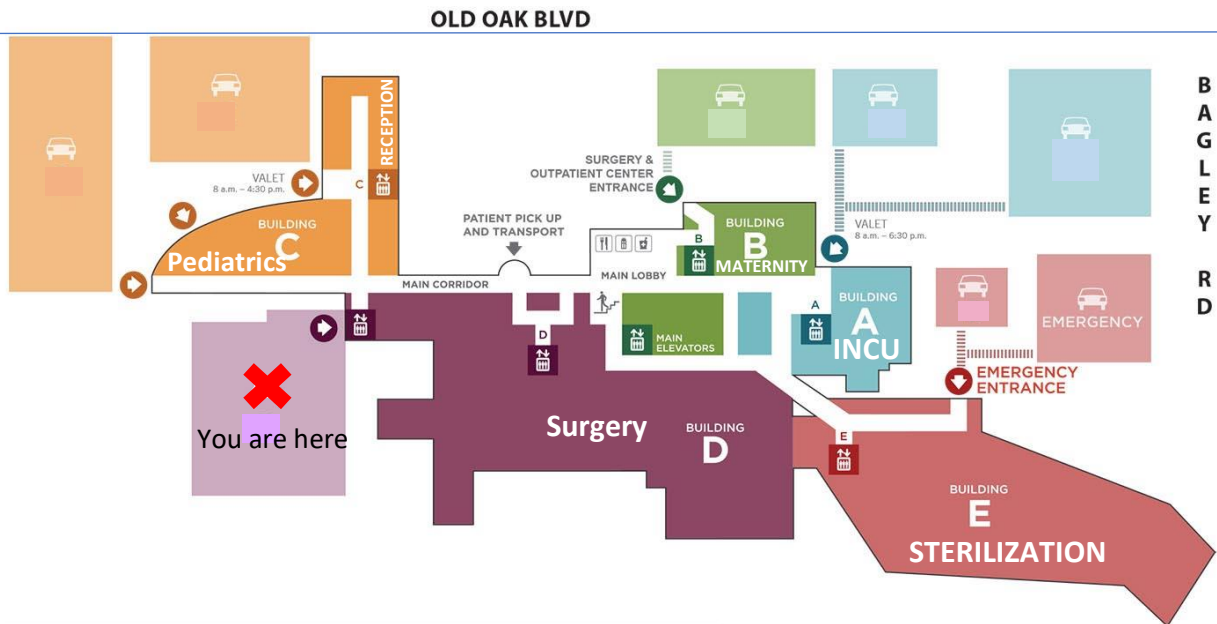 OLD OAK BLVD
BAGLEY RD
RECEPTION
VALET
8 a.m. – 4:30 p.m.
C
BUILDING
C
Pediatrics
PATIENT PICK UP
AND TRANSPORT
SURGERY &
OUTPATIENT CENTER
ENTRANCE
MAIN CORRIDOR
MAIN LOBBY
B
BUILDING
B
MATERNITY
VALET
8 a.m. – 6:30 p.m.
A
BUILDING
A
INCU
EMERGENCY
EMERGENCY
ENTRANCE
D
MAIN
ELEVATORS
You are here
Surgery
BUILDING
D
E
BUILDING
E
STERILIZATION